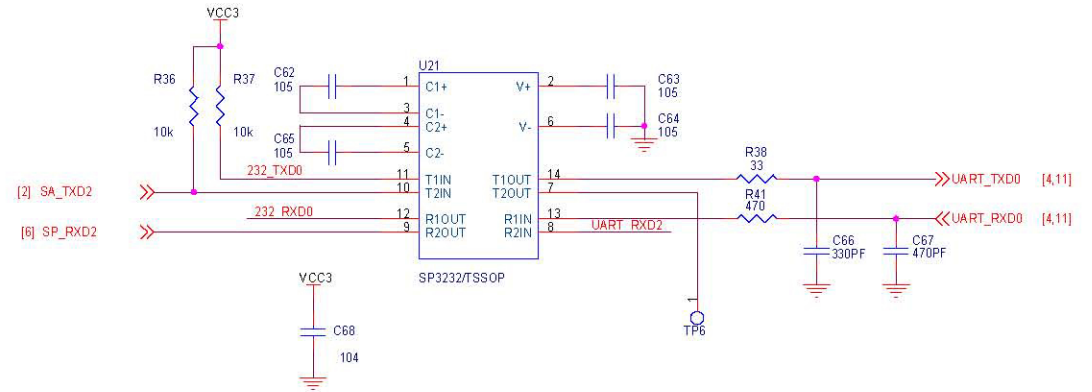 VCC3
R36
10k
R37
10k
C62
105
C65
105
U21
1
3
4
5
11
10
12
9
C1+
C1-
C2+
C2-
T1IN
T2IN
R1OUT
R2OUT
V+
V-
T1OUT
T2OUT
R1IN
R2IN
2
6
14
7
13
8
SP3232/TSSOP
C63
105
C64
105
232_TXD0
[2] SA_TXD2
232_RXD0
[6] SP_RXD2
R38
33
R41
470
UART_TXD0 [4,11]
UART_RXD0 [4,11]
UART_RXD2
C66
330PF
C67
470PF
VCC3
C68
104
1
TP6